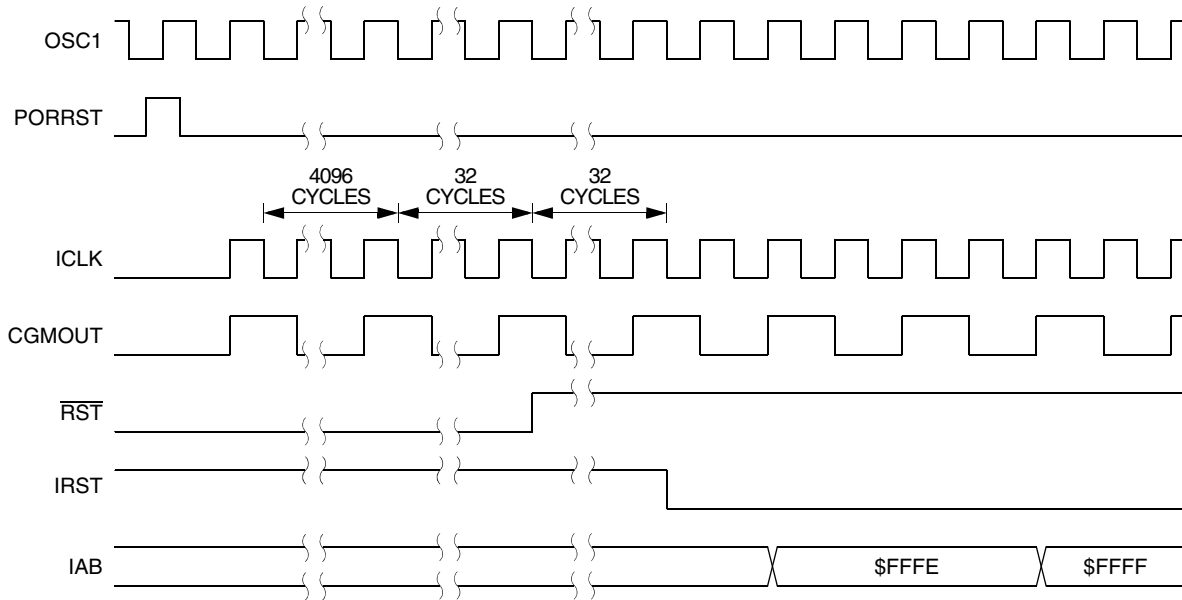 OSC1
PORRST
4096
CYCLES
32
CYCLES
32
CYCLES
ICLK
CGMOUT
RST
IRST
IAB
$FFFE
$FFFF